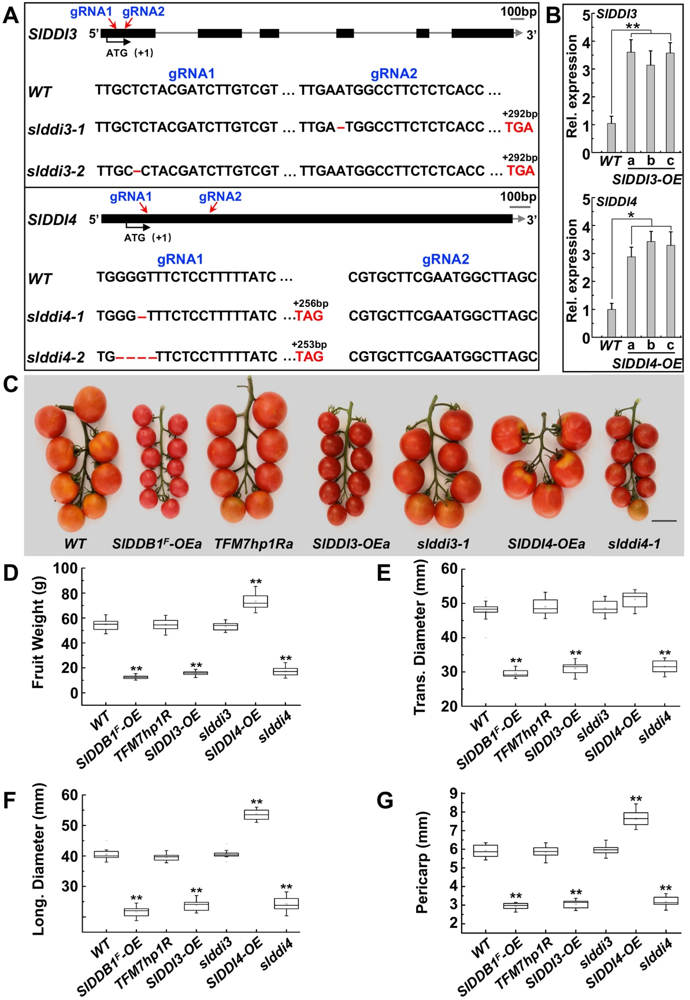 A
gRNA1 gRNA2
100bp
SlDDI3 5’ 3’
ATG (+1)
gRNA1 gRNA2
WT TTGCTCTACGATCTTGTCGT ... TTGAATGGCCTTCTCTCACC ...
+292bp
slddi3-1 TTGCTCTACGATCTTGTCGT ... TTGA–TGGCCTTCTCTCACC ... TGA
+292bp
slddi3-2 TTGC–CTACGATCTTGTCGT ... TTGAATGGCCTTCTCTCACC ... TGA
gRNA1 gRNA2
100bp
SlDDI4 5’ 3’
ATG (+1)
gRNA1 gRNA2
WT TGGGGTTTCTCCTTTTTATC ... CGTGCTTCGAATGGCTTAGC
+256bp
slddi4-1 TGGG–TTTCTCCTTTTTATC ...TAG CGTGCTTCGAATGGCTTAGC
+253bp
slddi4-2 TG––––TTCTCCTTTTTATC ...TAG CGTGCTTCGAATGGCTTAGC
B
SlDDI3
Rel. expression
5
4
3
2
1
0
**
WT a b c
SlDDI3-OE
SlDDI4
Rel. expression
5
4
3
2
1
0
*
WT a b c
SlDDI4-OE
C
WT SlDDB1F-OEa TFM7hp1Ra SlDDI3-OEa slddi3-1 SlDDI4-OEa slddi4-1
D
Fruit Weight (g)
100
80
60
40
20
0
** ** ** **
WT SlDDB1F-OE TFM7hp1R SlDDI3-OE slddi3 SlDDI4-OE slddi4
E
Trans. Diameter (mm)
60
50
40
30
20
** ** **
WT SlDDB1F-OE TFM7hp1R SlDDI3-OE slddi3 SlDDI4-OE slddi4
F
Long. Diameter (mm)
60
50
40
30
** ** ** **
WT SlDDB1F-OE TFM7hp1R SlDDI3-OE slddi3 SlDDI4-OE slddi4
G
Pericarp (mm)
9
8
7
6
5
4
3
2
** ** ** **
WT SlDDB1F-OE TFM7hp1R SlDDI3-OE slddi3 SlDDI4-OE slddi4